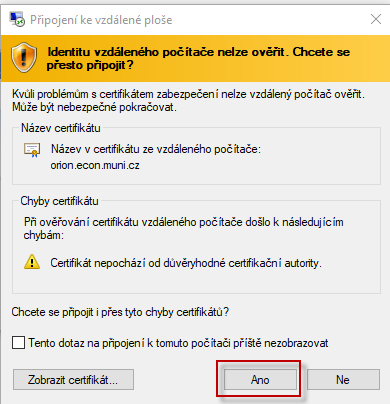 Připojení ke vzdálené ploše
Identitu vzdáleného počítače nelze ověřit. Chcete se
přesto připojit?
Kvůli problémům s certifikátem zabezpečení nelze vzdálený počítač ověřit.
Může být nebezpečné pokračovat.
Název certifikátu
Název v certifikátu ze vzdáleného počítače:
orion.econ.muni.cz
Chyby certifikátu
Při ověřování certifikátu vzdáleného počítače došlo k následujícím
chybám:
Certifikát nepochází od důvěryhodné certifikační autority.
Chcete se připojit i přes tyto chyby certifikátů?
Tento dotaz na připojení k tomuto počítači příště nezobrazovat
Zobrazit certifikát...
Ano
Ne